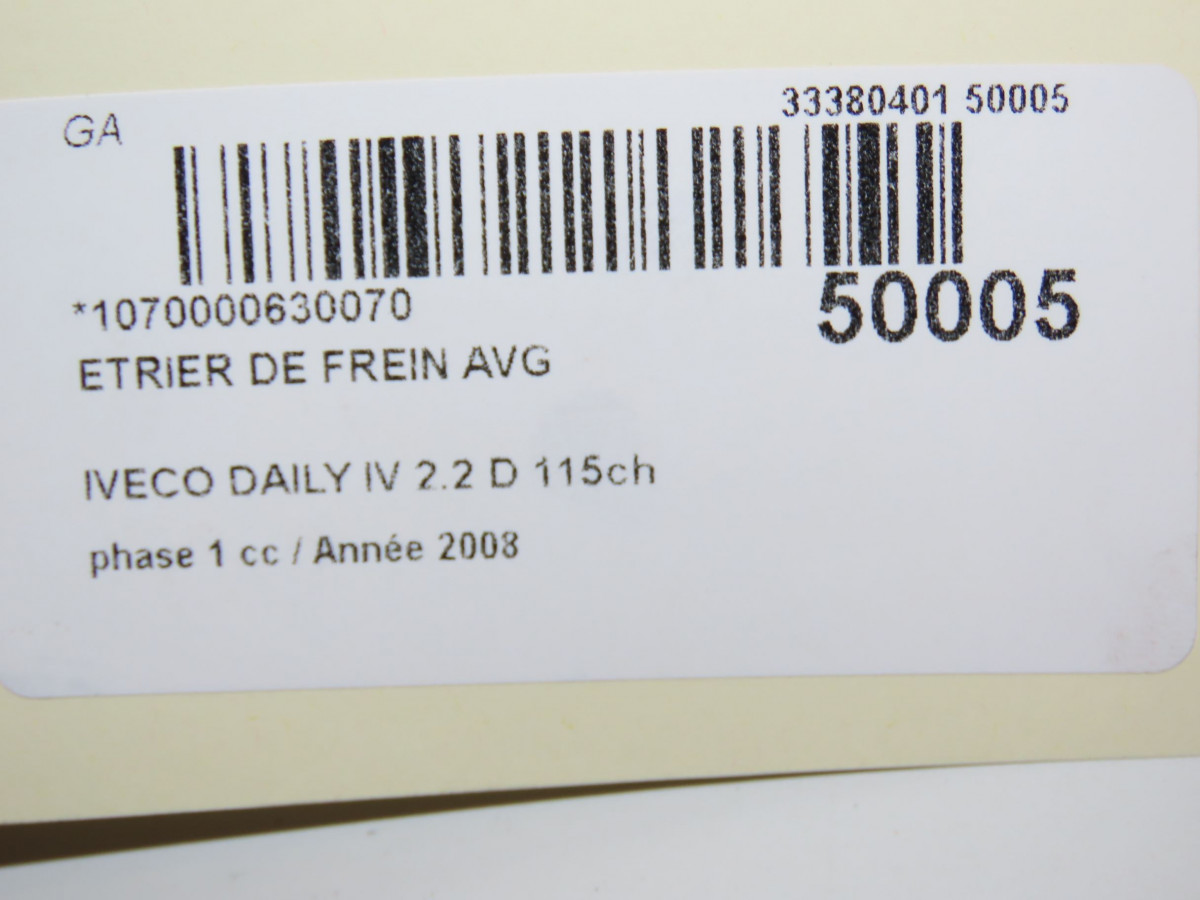 GA
33380401 50005
*1070000630070
50005
ETRIER DE FREIN AVG
IVECO DAILY IV 2.2 D 115ch
phase 1 cc / Année 2008